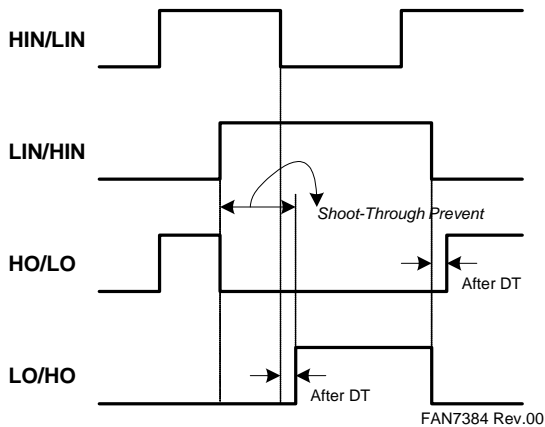 HIN/LIN
LIN/HIN
Shoot-Through Prevent
HO/LO
After DT
LO/HO
After DT
FAN7384 Rev.00